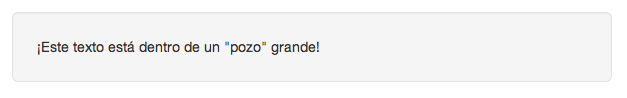 ¡Este texto está dentro de un "pozo" grande!